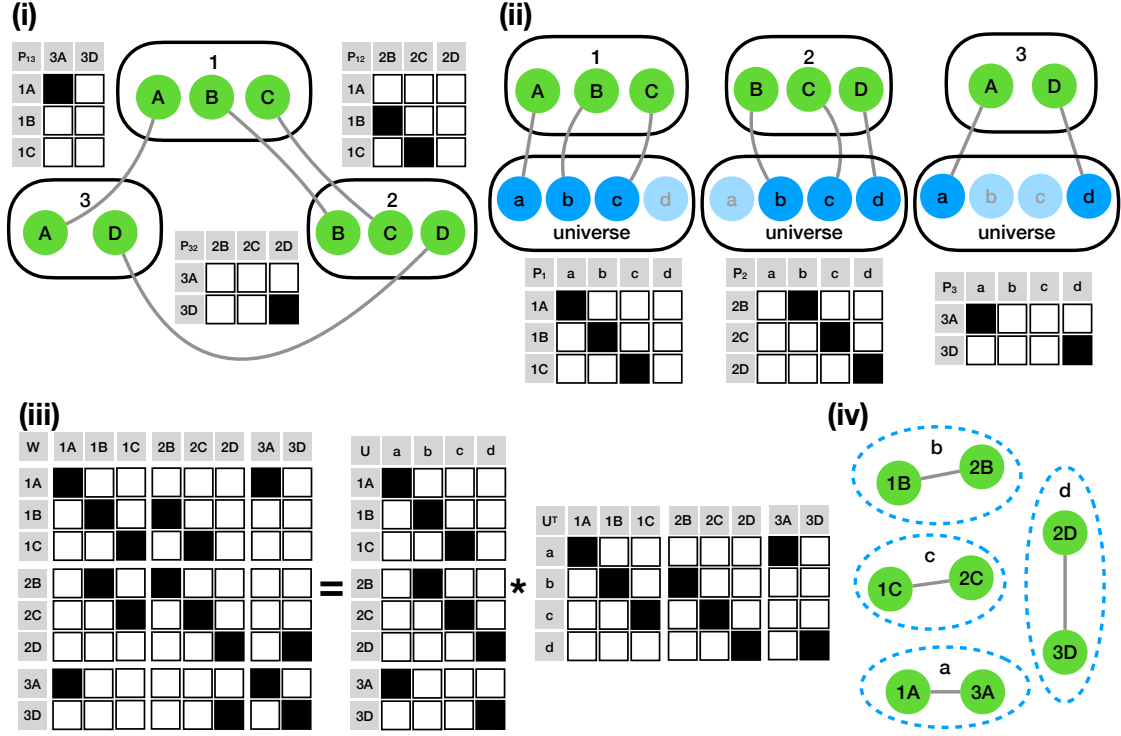 (i)
P₁₃ 3A 3D
1A
1B
1C
1
A B C
P₁₂ 2B 2C 2D
1A
1B
1C
3
A D
2
B C D
P₃₂ 2B 2C 2D
3A
3D
(ii)
1
A B C
a b c d
universe
P₁ a b c d
1A
1B
1C
2
B C D
a b c d
universe
P₂ a b c d
2B
2C
2D
3
A D
a b c d
universe
P₃ a b c d
3A
3D
(iii)
W 1A 1B 1C 2B 2C 2D 3A 3D
1A
1B
1C
2B
2C
2D
3A
3D
=
U a b c d
1A
1B
1C
2B
2C
2D
3A
3D
*
Uᵀ 1A 1B 1C 2B 2C 2D 3A 3D
a
b
c
d
(iv)
b
1B 2B
c
1C 2C
a
1A 3A
d
2D
3D